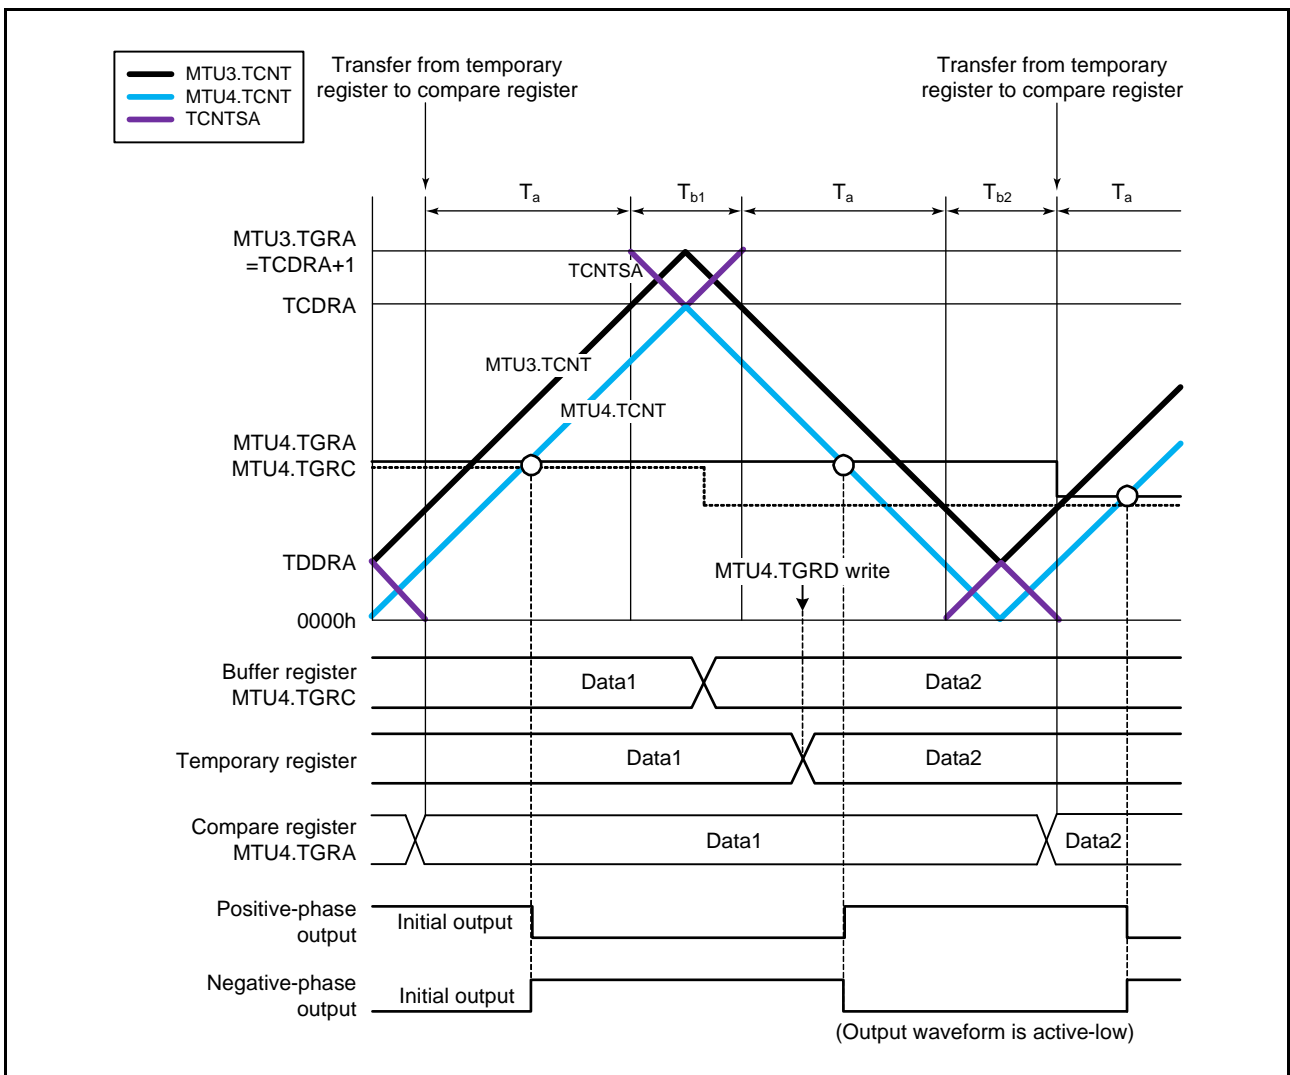 MTU3.TCNT
MTU4.TCNT
TCNTSA
Transfer from temporary
register to compare register
Transfer from temporary
register to compare register
Ta
Tb1
Ta
Tb2
Ta
MTU3.TGRA
=TCDRA+1
TCNTSA
TCDRA
MTU3.TCNT
MTU4.TCNT
MTU4.TGRA
MTU4.TGRC
TDDRA
MTU4.TGRD write
0000h
Buffer register
MTU4.TGRC
Data1
Data2
Temporary register
Data1
Data2
Compare register
MTU4.TGRA
Data1
Data2
Positive-phase
output
Initial output
Negative-phase
output
Initial output
(Output waveform is active-low)